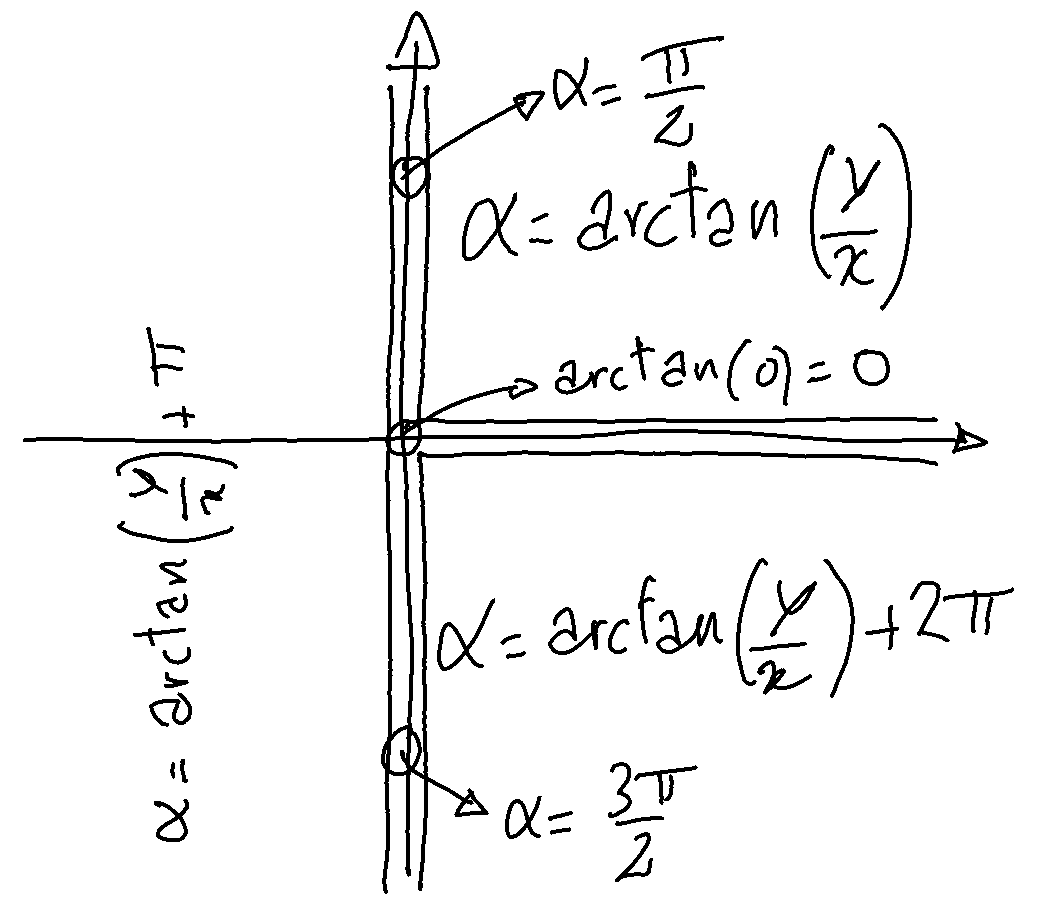 α = π/2
α = arctan (y/x)
arctan(0) = 0
α = arctan (y/x) + π
α = arctan (y/x) + 2π
α = 3π/2